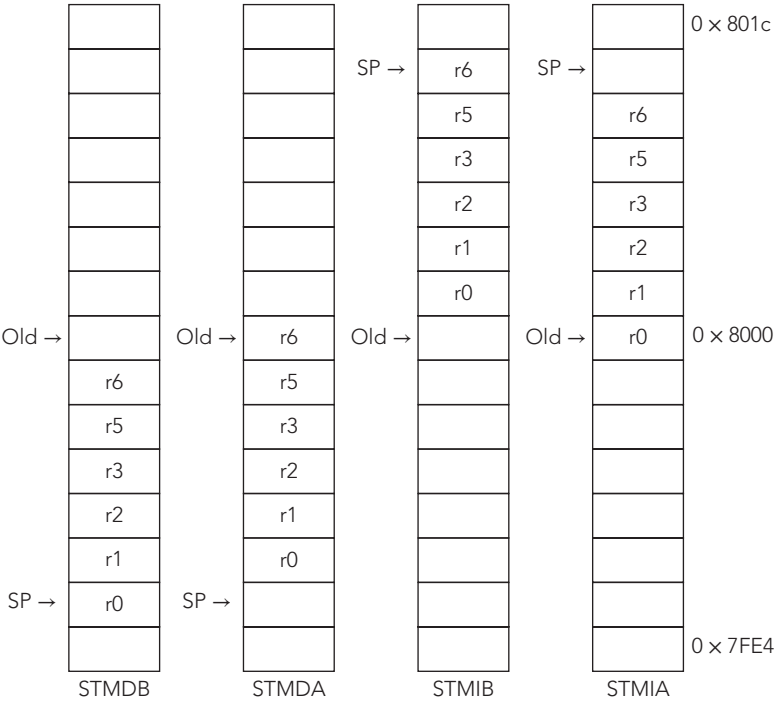 0 × 801c
SP → r6 SP →
r5 r6
r3 r5
r2 r3
r1 r2
r0 r1
Old → Old → r6 Old → Old → r0 0 × 8000
r6 r5
r5 r3
r3 r2
r2 r1
r1 r0
SP → r0 SP →
0 × 7FE4
STMDB STMDA STMIB STMIA